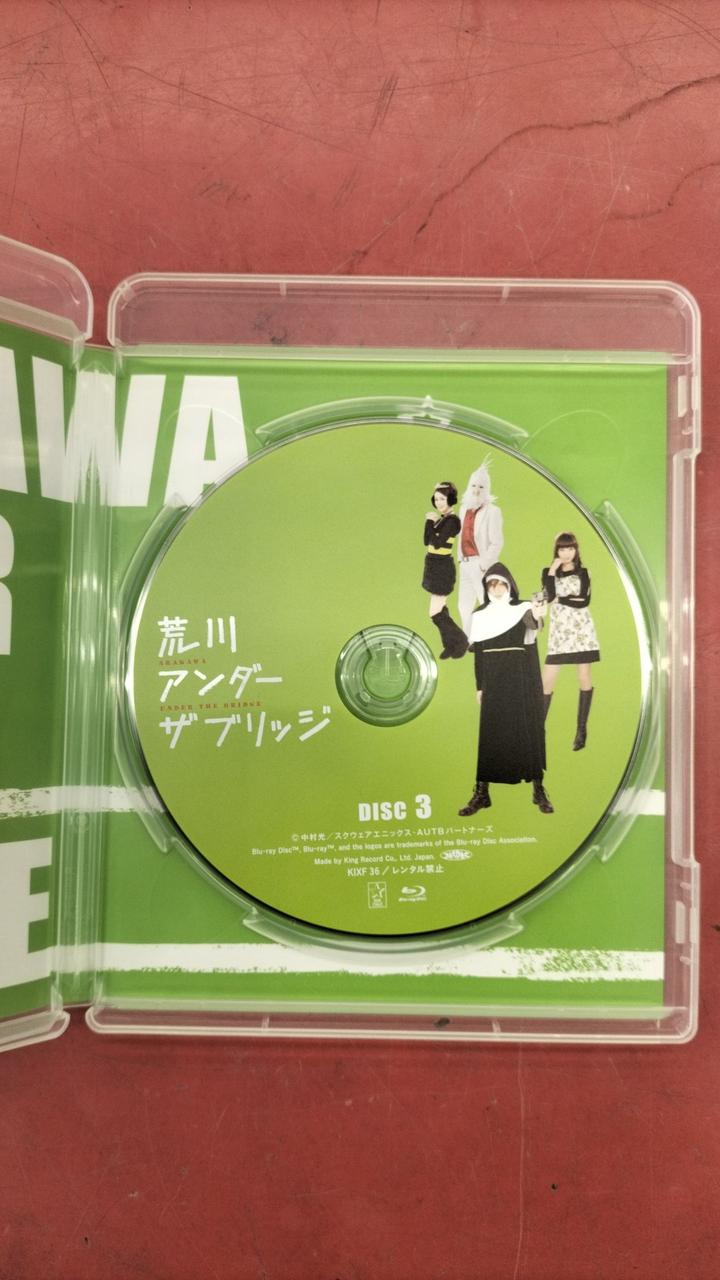 AWA
R
E
荒川
ARAKAWA
アンダー
UNDER THE BRIDGE
ザ ブリッジ
DISC 3
© 中村光／スクウェアエニックス・AUTBパートナーズ
Blu-ray Disc™, Blu-ray™, and the logos are trademarks of the Blu-ray Disc Association.
Made by King Record Co., Ltd. Japan.
KIXF 36／レンタル禁止
Blu-ray Disc